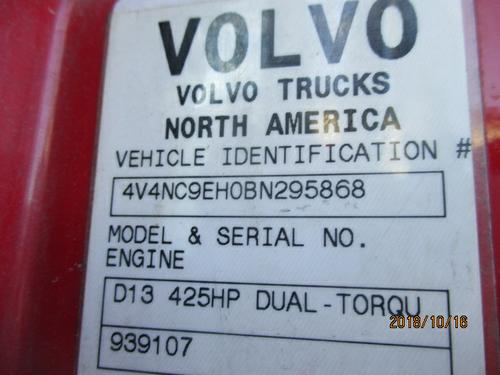 VOLVO
VOLVO TRUCKS
NORTH AMERICA
VEHICLE IDENTIFICATION #
4V4NC9EH0BN295868
MODEL & SERIAL NO.
ENGINE
D13 425HP DUAL-TORQU
2018/10/16
939107